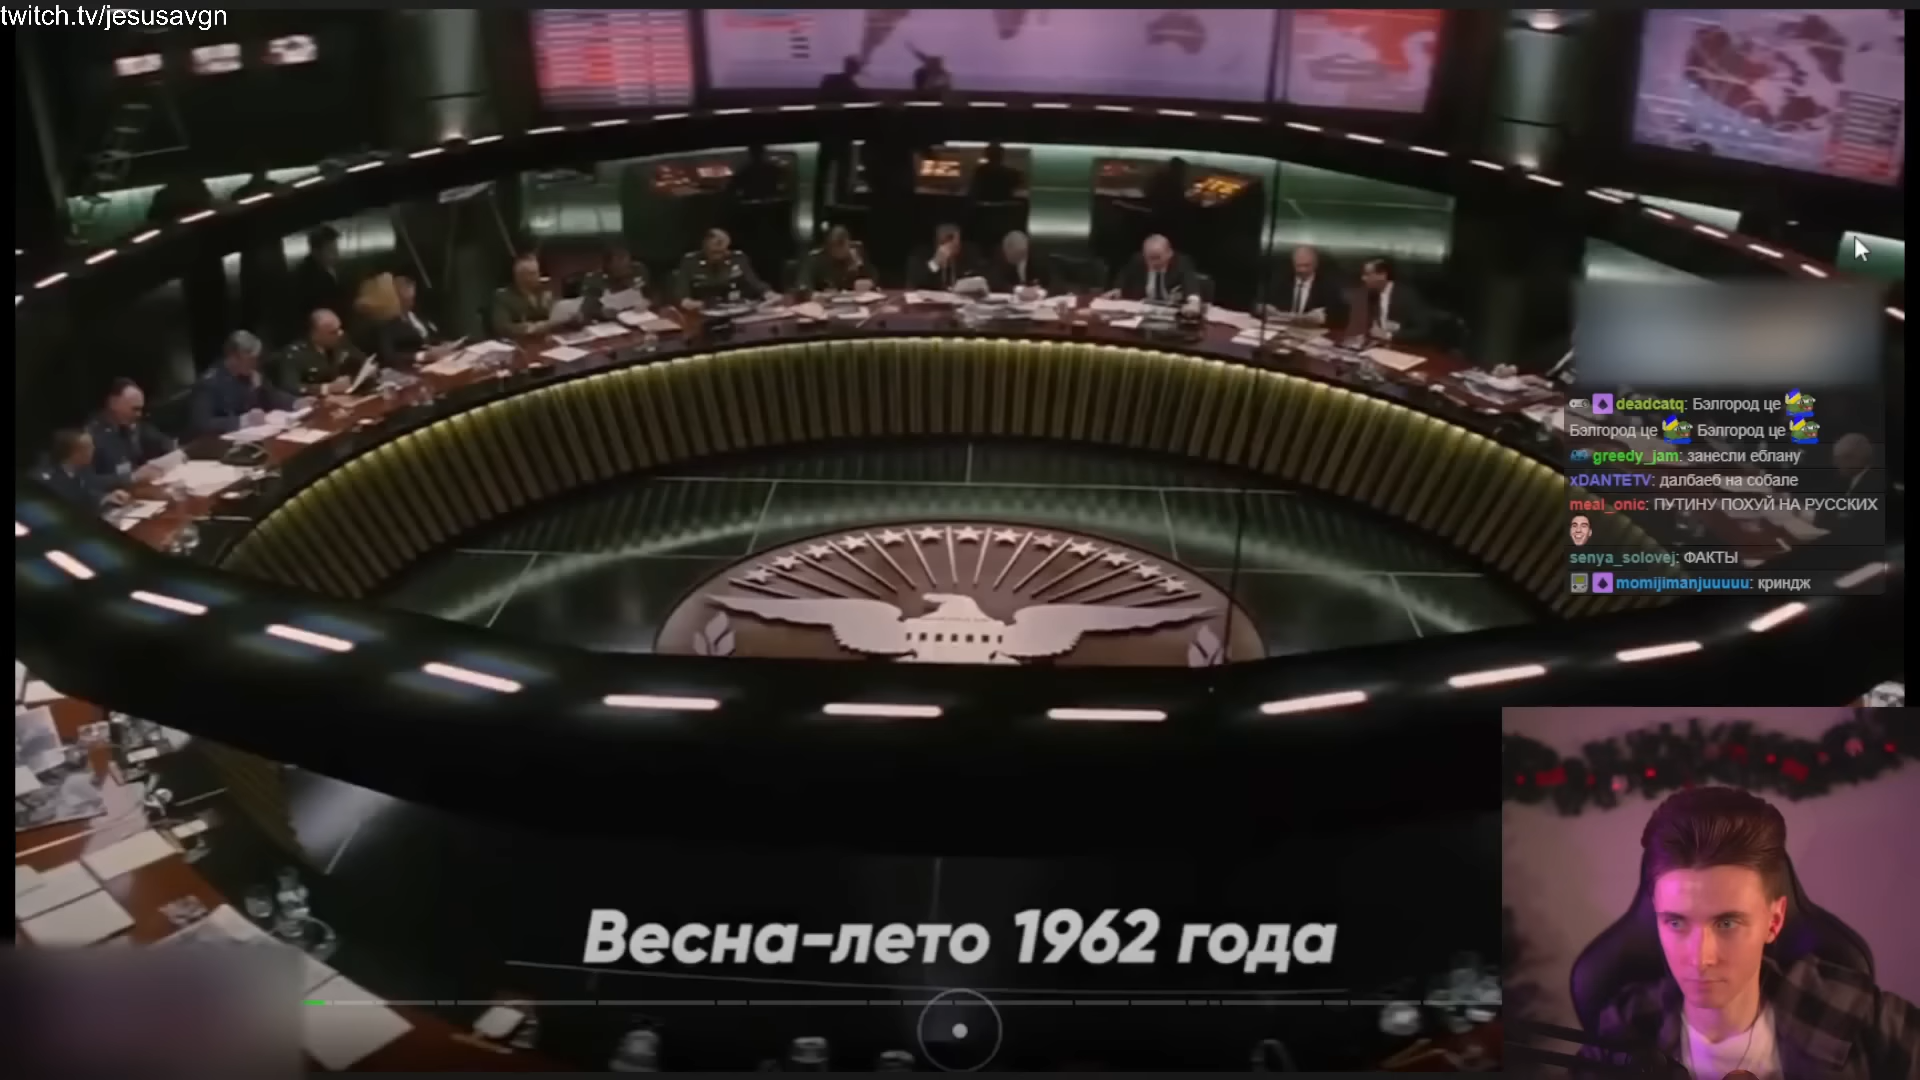 twitch.tv/jesusavgn
deadcatq: Бэлгород це
Бэлгород це Бэлгород це
greedy_jam: занесли еблану
xDANTETV: далбаеб на собале
meal_onic: ПУТИНУ ПОХУЙ НА РУССКИХ
senya_solovej: ФАКТЫ
momijimanjuuuuu: криндж
Весна-лето 1962 года